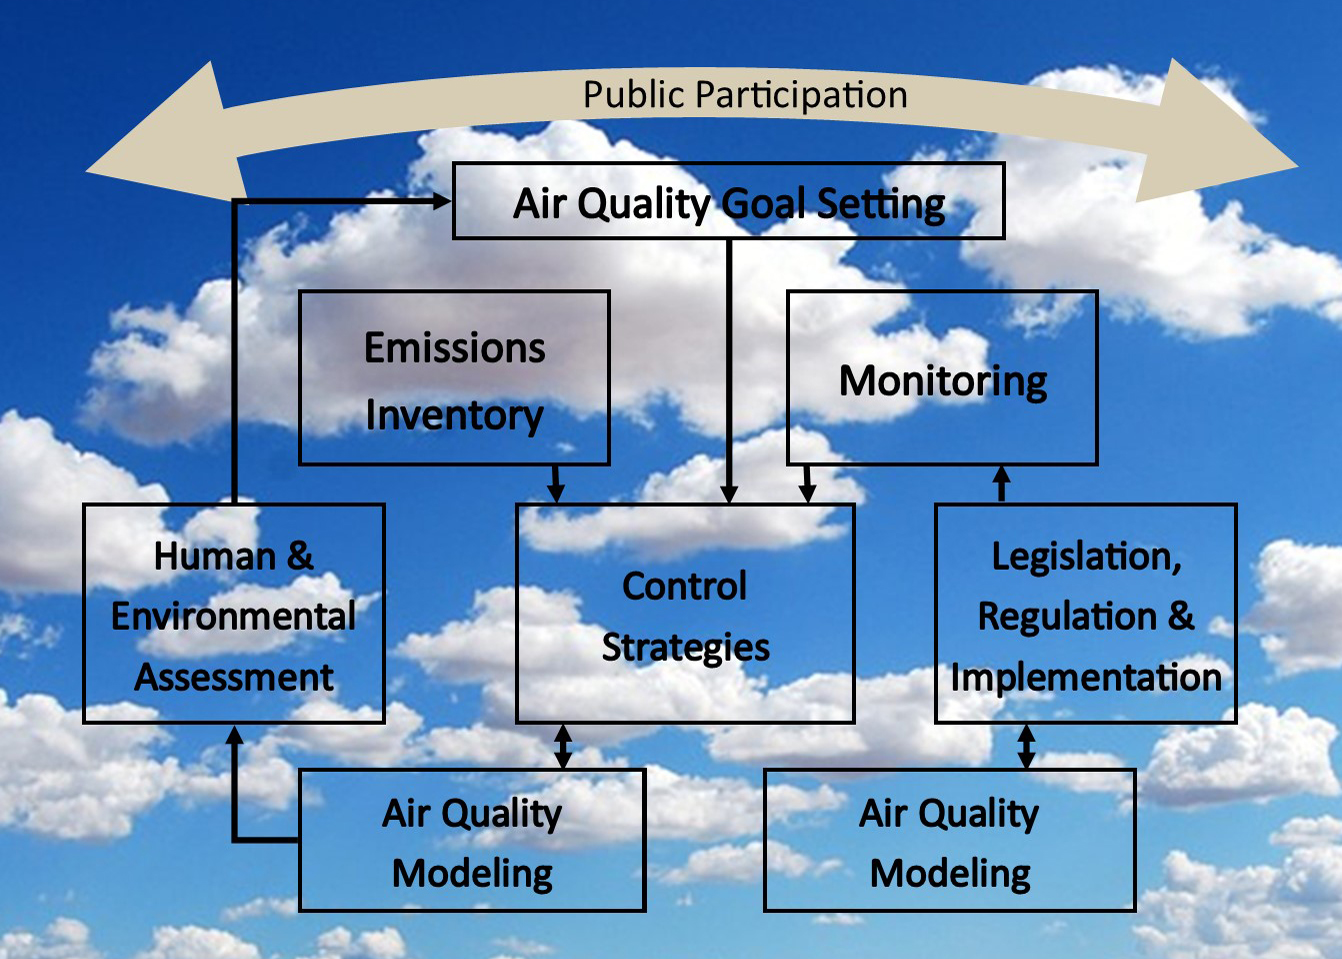 Public Participation
Air Quality Goal Setting
Emissions
Inventory
Monitoring
Human &
Environmental
Assessment
Control
Strategies
Legislation,
Regulation &
Implementation
Air Quality
Modeling
Air Quality
Modeling